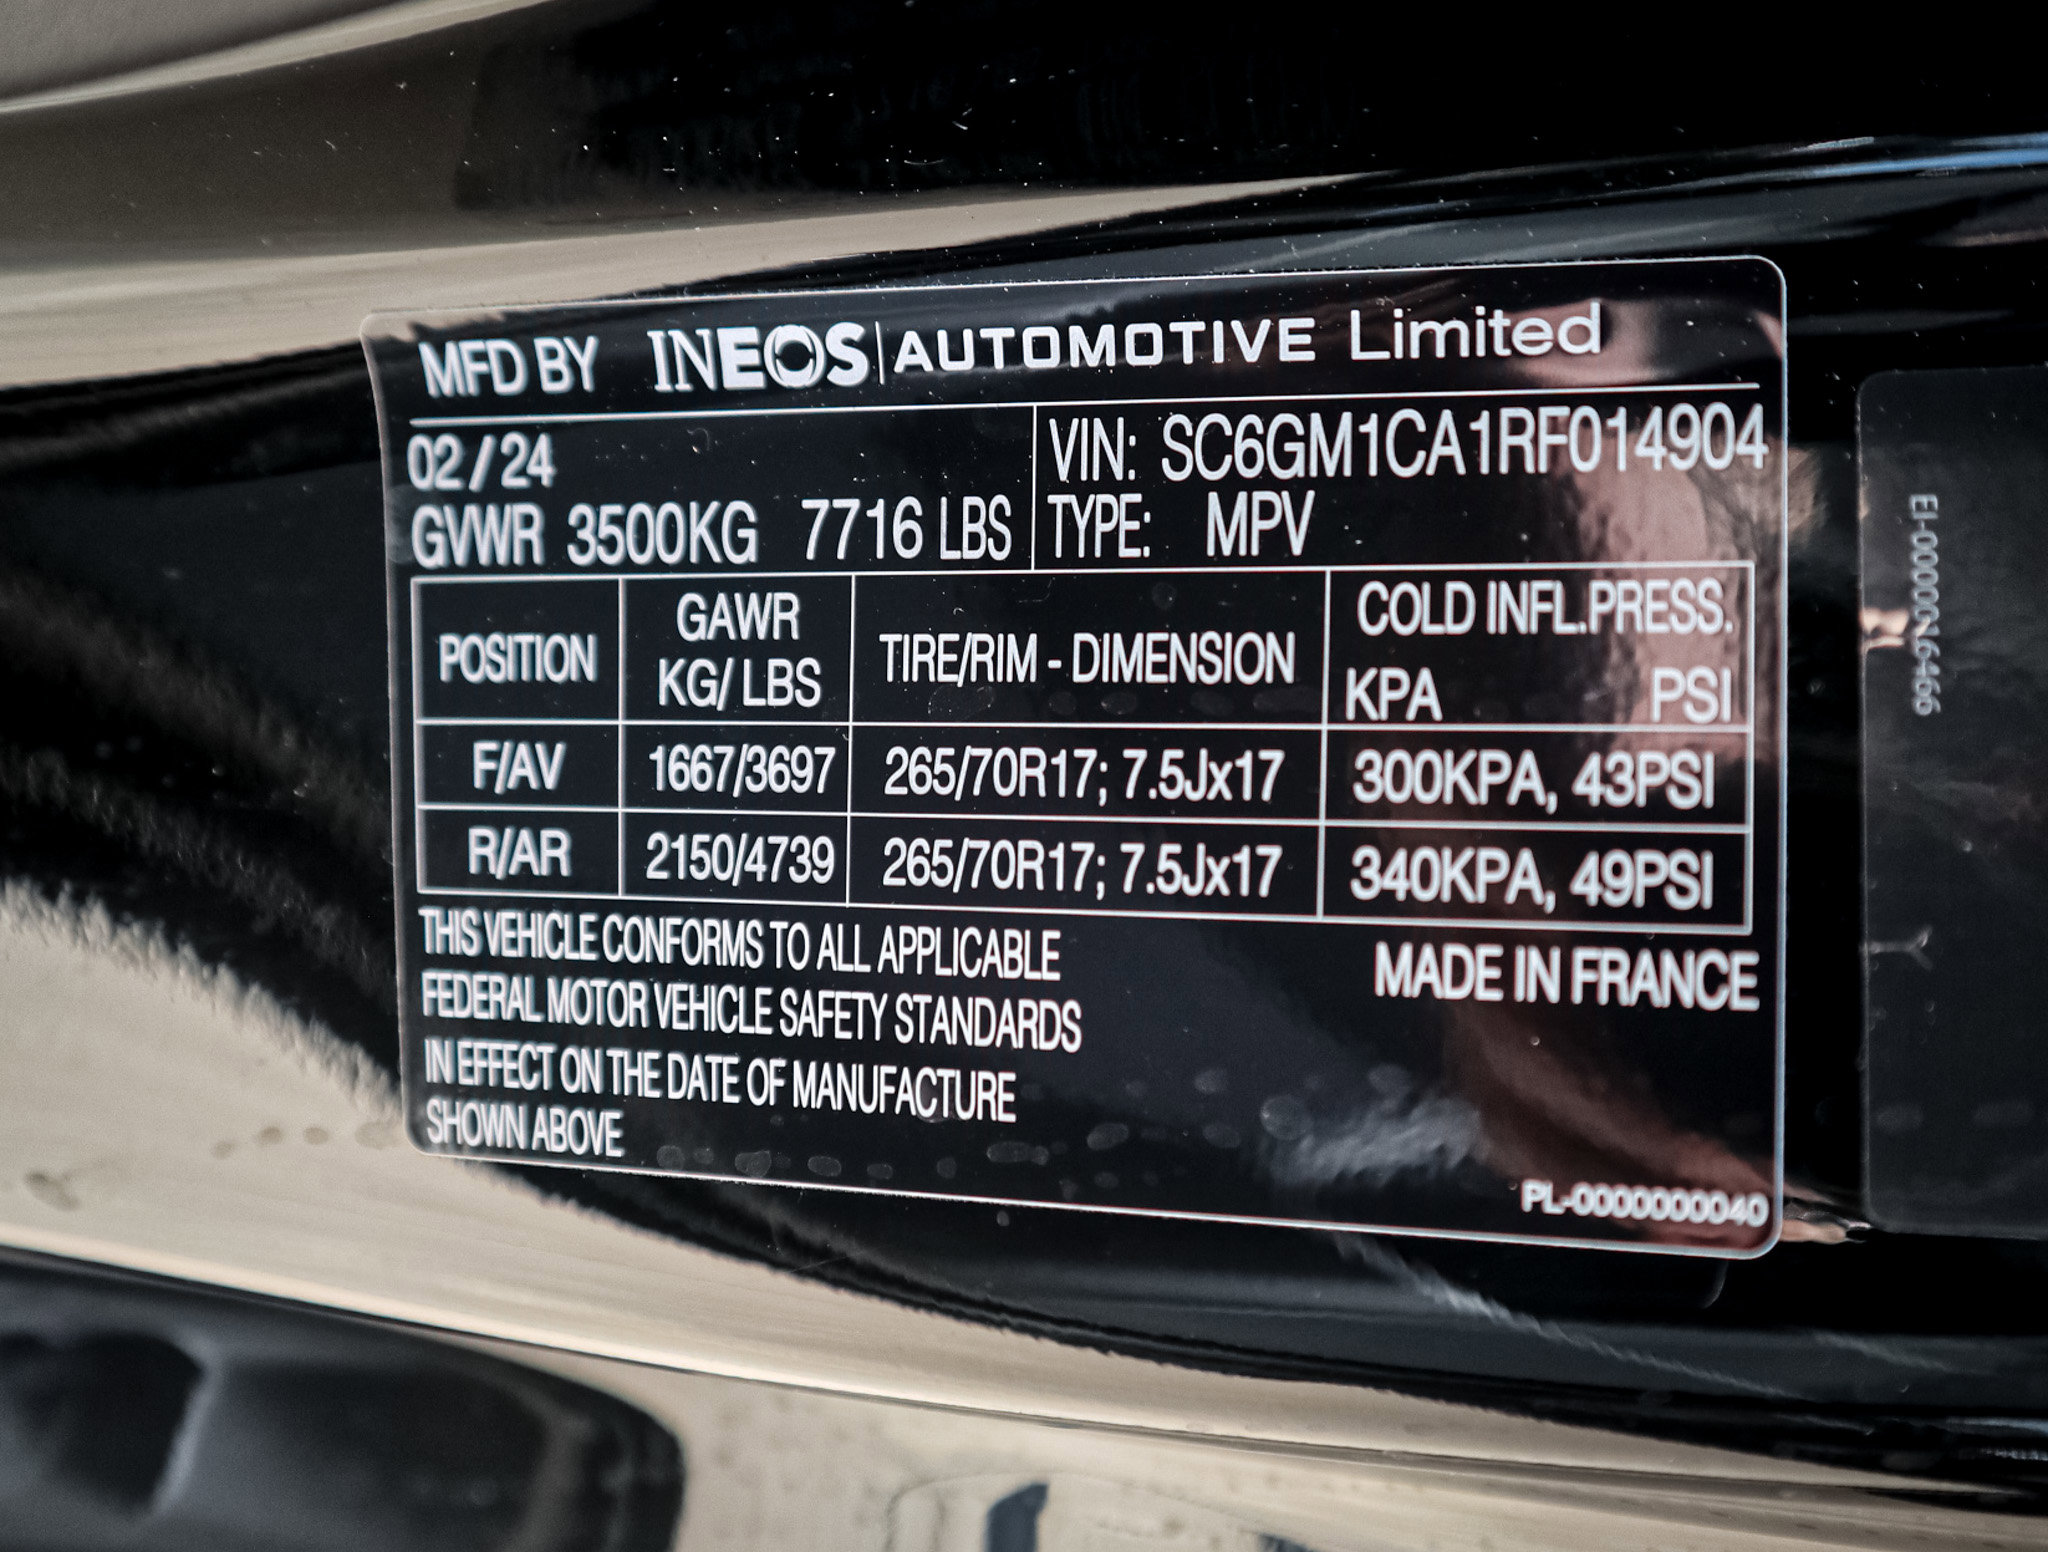 MFD BY INEOS | AUTOMOTIVE Limited
02/24
GVWR 3500KG 7716 LBS
VIN: SC6GM1CA1RF014904
TYPE: MPV
POSITION GAWR KG/LBS TIRE/RIM - DIMENSION COLD INFL.PRESS. KPA PSI
F/AV 1667/3697 265/70R17; 7.5Jx17 300KPA, 43PSI
R/AR 2150/4739 265/70R17; 7.5Jx17 340KPA, 49PSI
THIS VEHICLE CONFORMS TO ALL APPLICABLE
FEDERAL MOTOR VEHICLE SAFETY STANDARDS
IN EFFECT ON THE DATE OF MANUFACTURE
SHOWN ABOVE
MADE IN FRANCE
PL-0000000040